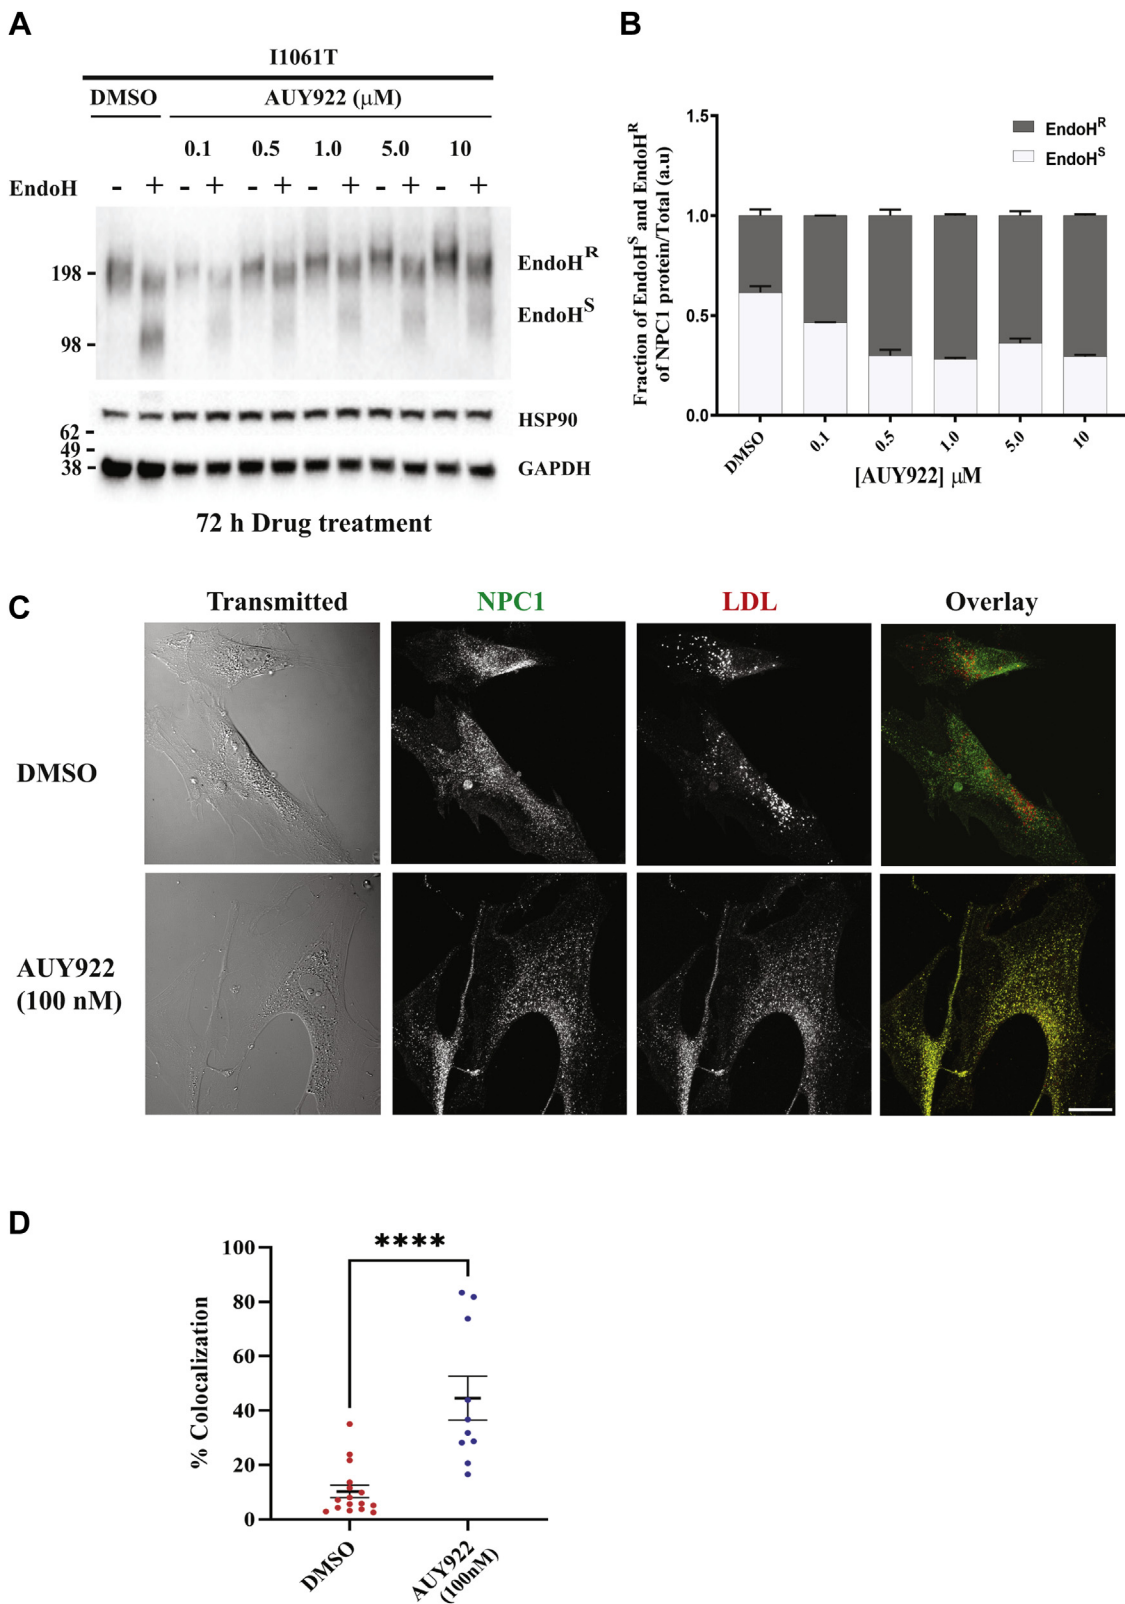 A
I1061T
DMSO AUY922 (μM)
0.1 0.5 1.0 5.0 10
EndoH - + - + - + - + - + - +
198
EndoH^R
EndoH^S
98
HSP90
62
49
38
GAPDH
72 h Drug treatment
B
Fraction of EndoH^S and EndoH^R
of NPC1 protein/Total (a.u)
1.5
1.0
0.5
0.0
EndoH^R
EndoH^S
DMSO 0.1 0.5 1.0 5.0 10
[AUY922] μM
C
Transmitted NPC1 LDL Overlay
DMSO
AUY922
(100 nM)
D
****
% Colocalization
100
80
60
40
20
0
DMSO
AUY922
(100nM)